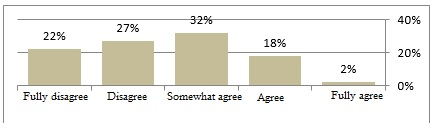 22%
27%
32%
18%
2%
40%
20%
0%
Fully disagree
Disagree
Somewhat agree
Agree
Fully agree